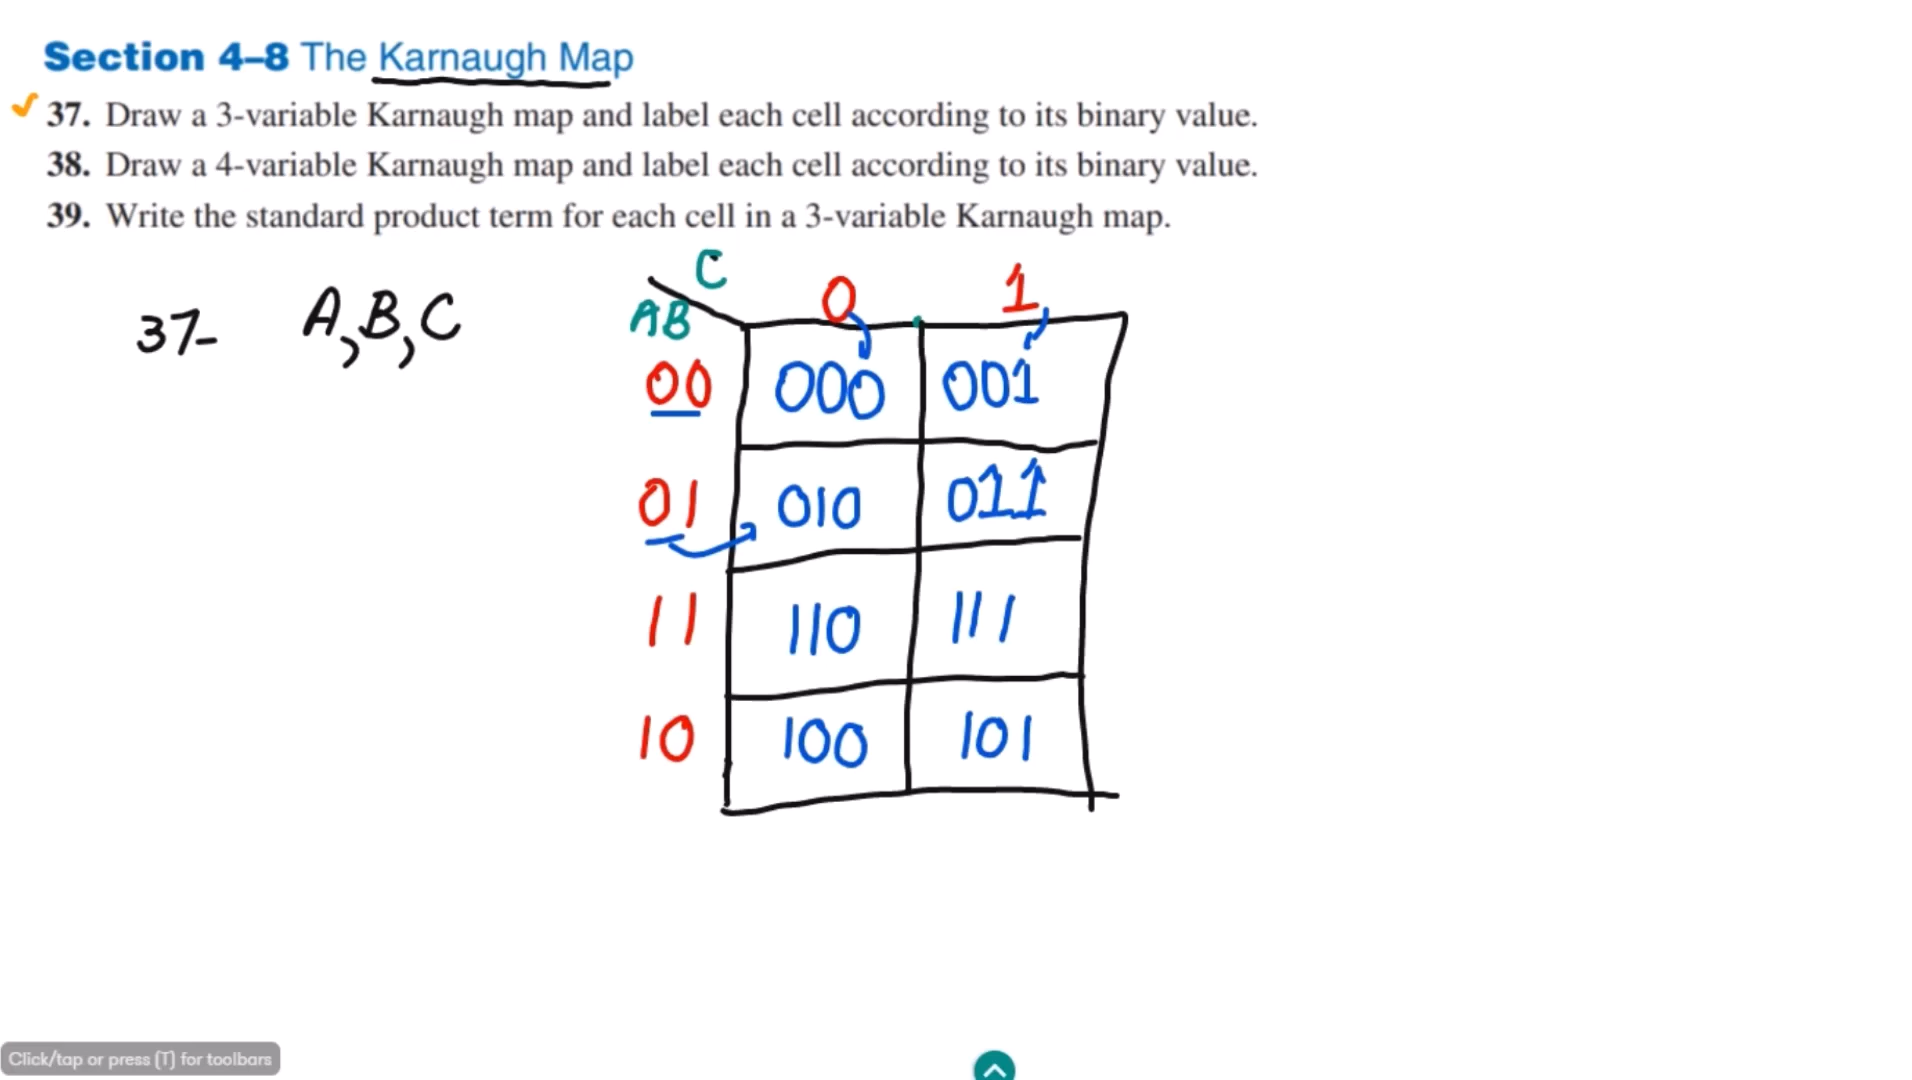 Section 4–8 The Karnaugh Map
37. Draw a 3-variable Karnaugh map and label each cell according to its binary value.
38. Draw a 4-variable Karnaugh map and label each cell according to its binary value.
39. Write the standard product term for each cell in a 3-variable Karnaugh map.
37- A, B, C
C
AB 0 1
00 000 001
01 010 011
11 110 111
10 100 101
Click/tap or press (T) for toolbars